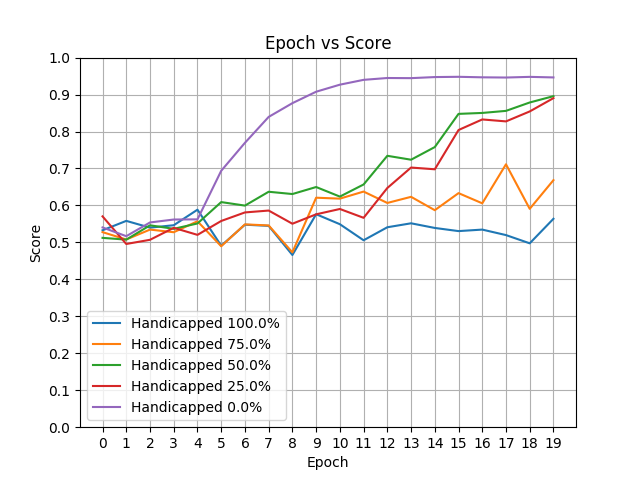 Epoch vs Score
1.0
0.9
0.8
0.7
0.6
0.5
0.4
0.3
0.2
0.1
0.0
Score
Handicapped 100.0%
Handicapped 75.0%
Handicapped 50.0%
Handicapped 25.0%
Handicapped 0.0%
0 1 2 3 4 5 6 7 8 9 10 11 12 13 14 15 16 17 18 19
Epoch